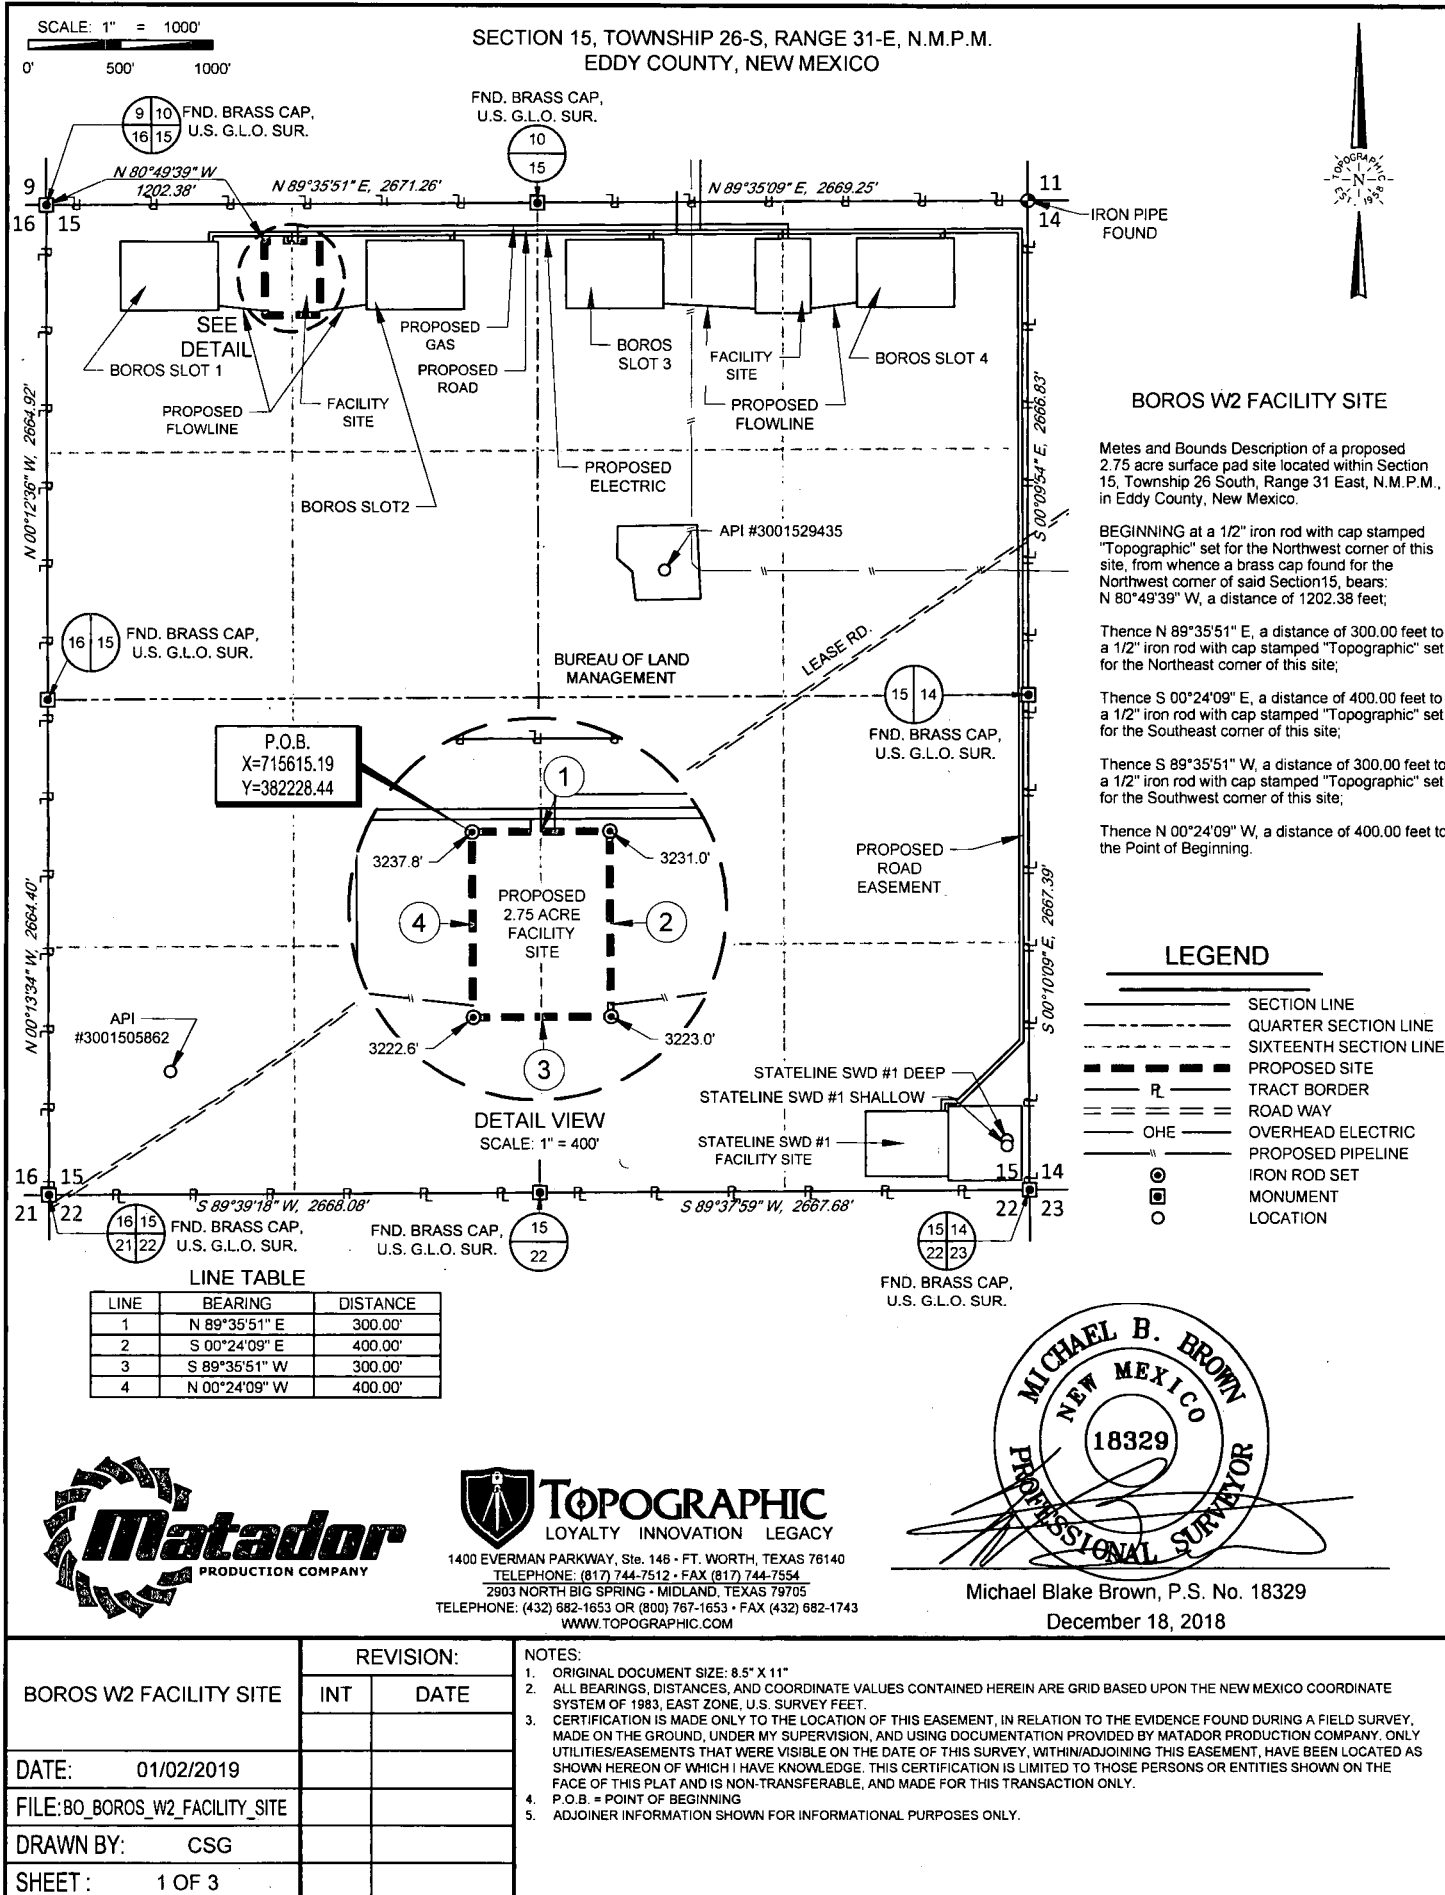 SCALE: 1" = 1000'
0' 500' 1000'
SECTION 15, TOWNSHIP 26-S, RANGE 31-E, N.M.P.M.
EDDY COUNTY, NEW MEXICO
9 10
16 15
FND. BRASS CAP,
U.S. G.L.O. SUR.
FND. BRASS CAP,
U.S. G.L.O. SUR.
10
15
TOPOGRAPHIC
N
EST. 1958
N 80°49'39" W
1202.38'
N 89°35'51" E, 2671.26'
N 89°35'09" E, 2669.25'
9
16 15
11
14
IRON PIPE
FOUND
SEE
DETAIL
BOROS SLOT 1
PROPOSED
FLOWLINE
FACILITY
SITE
BOROS SLOT2
PROPOSED
GAS
PROPOSED
ROAD
PROPOSED
ELECTRIC
BOROS
SLOT 3
FACILITY
SITE
PROPOSED
FLOWLINE
BOROS SLOT 4
N 00°12'36" W, 2664.92'
S 00°09'54" E, 2666.83'
API #3001529435
16 15
FND. BRASS CAP,
U.S. G.L.O. SUR.
BUREAU OF LAND
MANAGEMENT
LEASE RD.
15 14
FND. BRASS CAP,
U.S. G.L.O. SUR.
P.O.B.
X=715615.19
Y=382228.44
1
3237.8'
3231.0'
PROPOSED
2.75 ACRE
FACILITY
SITE
4
2
3222.6'
3223.0'
3
DETAIL VIEW
SCALE: 1" = 400'
PROPOSED
ROAD
EASEMENT
N 00°13'34" W, 2664.40'
S 00°10'09" E, 2667.39'
API
#3001505862
STATELINE SWD #1 DEEP
STATELINE SWD #1 SHALLOW
STATELINE SWD #1
FACILITY SITE
16 15
21 22
15 14
22 23
S 89°39'18" W, 2668.08'
S 89°37'59" W, 2667.68'
16 15
21 22
FND. BRASS CAP,
U.S. G.L.O. SUR.
FND. BRASS CAP,
U.S. G.L.O. SUR.
15
22
15 14
22 23
FND. BRASS CAP,
U.S. G.L.O. SUR.
BOROS W2 FACILITY SITE
Metes and Bounds Description of a proposed
2.75 acre surface pad site located within Section
15, Township 26 South, Range 31 East, N.M.P.M.,
in Eddy County, New Mexico.
BEGINNING at a 1/2" iron rod with cap stamped
"Topographic" set for the Northwest corner of this
site, from whence a brass cap found for the
Northwest corner of said Section15, bears:
N 80°49'39" W, a distance of 1202.38 feet;
Thence N 89°35'51" E, a distance of 300.00 feet to
a 1/2" iron rod with cap stamped "Topographic" set
for the Northeast corner of this site;
Thence S 00°24'09" E, a distance of 400.00 feet to
a 1/2" iron rod with cap stamped "Topographic" set
for the Southeast corner of this site;
Thence S 89°35'51" W, a distance of 300.00 feet to
a 1/2" iron rod with cap stamped "Topographic" set
for the Southwest corner of this site;
Thence N 00°24'09" W, a distance of 400.00 feet to
the Point of Beginning.
LEGEND
SECTION LINE
QUARTER SECTION LINE
SIXTEENTH SECTION LINE
PROPOSED SITE
PL TRACT BORDER
ROAD WAY
OHE OVERHEAD ELECTRIC
PROPOSED PIPELINE
IRON ROD SET
MONUMENT
LOCATION
LINE TABLE
LINE BEARING DISTANCE
1 N 89°35'51" E 300.00'
2 S 00°24'09" E 400.00'
3 S 89°35'51" W 300.00'
4 N 00°24'09" W 400.00'
Matador
PRODUCTION COMPANY
TOPOGRAPHIC
LOYALTY INNOVATION LEGACY
1400 EVERMAN PARKWAY, Ste. 146 • FT. WORTH, TEXAS 76140
TELEPHONE: (817) 744-7512 • FAX (817) 744-7554
2903 NORTH BIG SPRING • MIDLAND, TEXAS 79705
TELEPHONE: (432) 682-1653 OR (800) 767-1653 • FAX (432) 682-1743
WWW.TOPOGRAPHIC.COM
MICHAEL B. BROWN
NEW MEXICO
18329
PROFESSIONAL SURVEYOR
Michael Blake Brown, P.S. No. 18329
December 18, 2018
BOROS W2 FACILITY SITE
REVISION:
INT DATE
DATE: 01/02/2019
FILE:BO_BOROS_W2_FACILITY_SITE
DRAWN BY: CSG
SHEET : 1 OF 3
NOTES:
1. ORIGINAL DOCUMENT SIZE: 8.5" X 11"
2. ALL BEARINGS, DISTANCES, AND COORDINATE VALUES CONTAINED HEREIN ARE GRID BASED UPON THE NEW MEXICO COORDINATE
SYSTEM OF 1983, EAST ZONE, U.S. SURVEY FEET.
3. CERTIFICATION IS MADE ONLY TO THE LOCATION OF THIS EASEMENT, IN RELATION TO THE EVIDENCE FOUND DURING A FIELD SURVEY,
MADE ON THE GROUND, UNDER MY SUPERVISION, AND USING DOCUMENTATION PROVIDED BY MATADOR PRODUCTION COMPANY. ONLY
UTILITIES/EASEMENTS THAT WERE VISIBLE ON THE DATE OF THIS SURVEY, WITHIN/ADJOINING THIS EASEMENT, HAVE BEEN LOCATED AS
SHOWN HEREON OF WHICH I HAVE KNOWLEDGE. THIS CERTIFICATION IS LIMITED TO THOSE PERSONS OR ENTITIES SHOWN ON THE
FACE OF THIS PLAT AND IS NON-TRANSFERABLE, AND MADE FOR THIS TRANSACTION ONLY.
4. P.O.B. = POINT OF BEGINNING
5. ADJOINER INFORMATION SHOWN FOR INFORMATIONAL PURPOSES ONLY.